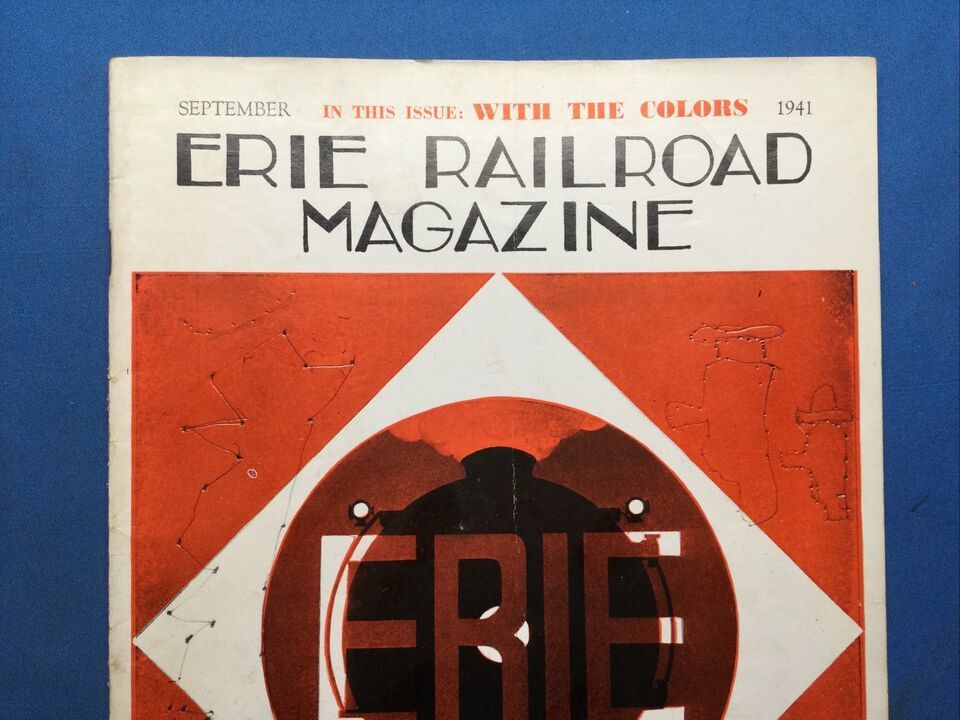 SEPTEMBER IN THIS ISSUE: WITH THE COLORS 1941
ERIE RAILROAD
MAGAZINE
ERIE